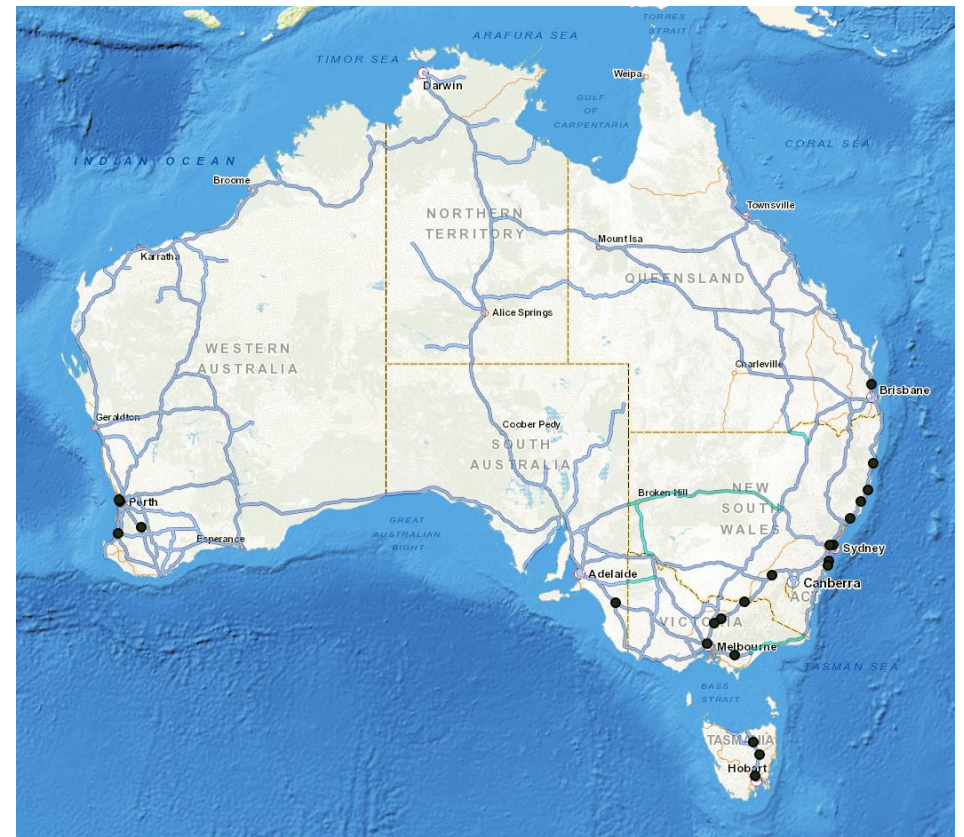 TORRES
STRAIT
ARAFURA SEA
TIMOR SEA
Weipa
Darwin
GULF
OF
CARPENTARIA
CORAL SEA
INDIAN OCEAN
Broome
Townsville
NORTHERN
TERRITORY
Mount Isa
Karratha
QUEENSLAND
Alice Springs
WESTERN
AUSTRALIA
Charleville
Brisbane
Geraldton
Coober Pedy
SOUTH
AUSTRALIA
Broken Hill
NEW
SOUTH
WALES
Perth
GREAT
AUSTRALIAN
BIGHT
Esperance
Sydney
Adelaide
Canberra
ACT
VICTORIA
Melbourne
TASMAN SEA
BASS
STRAIT
TASMANIA
Hobart